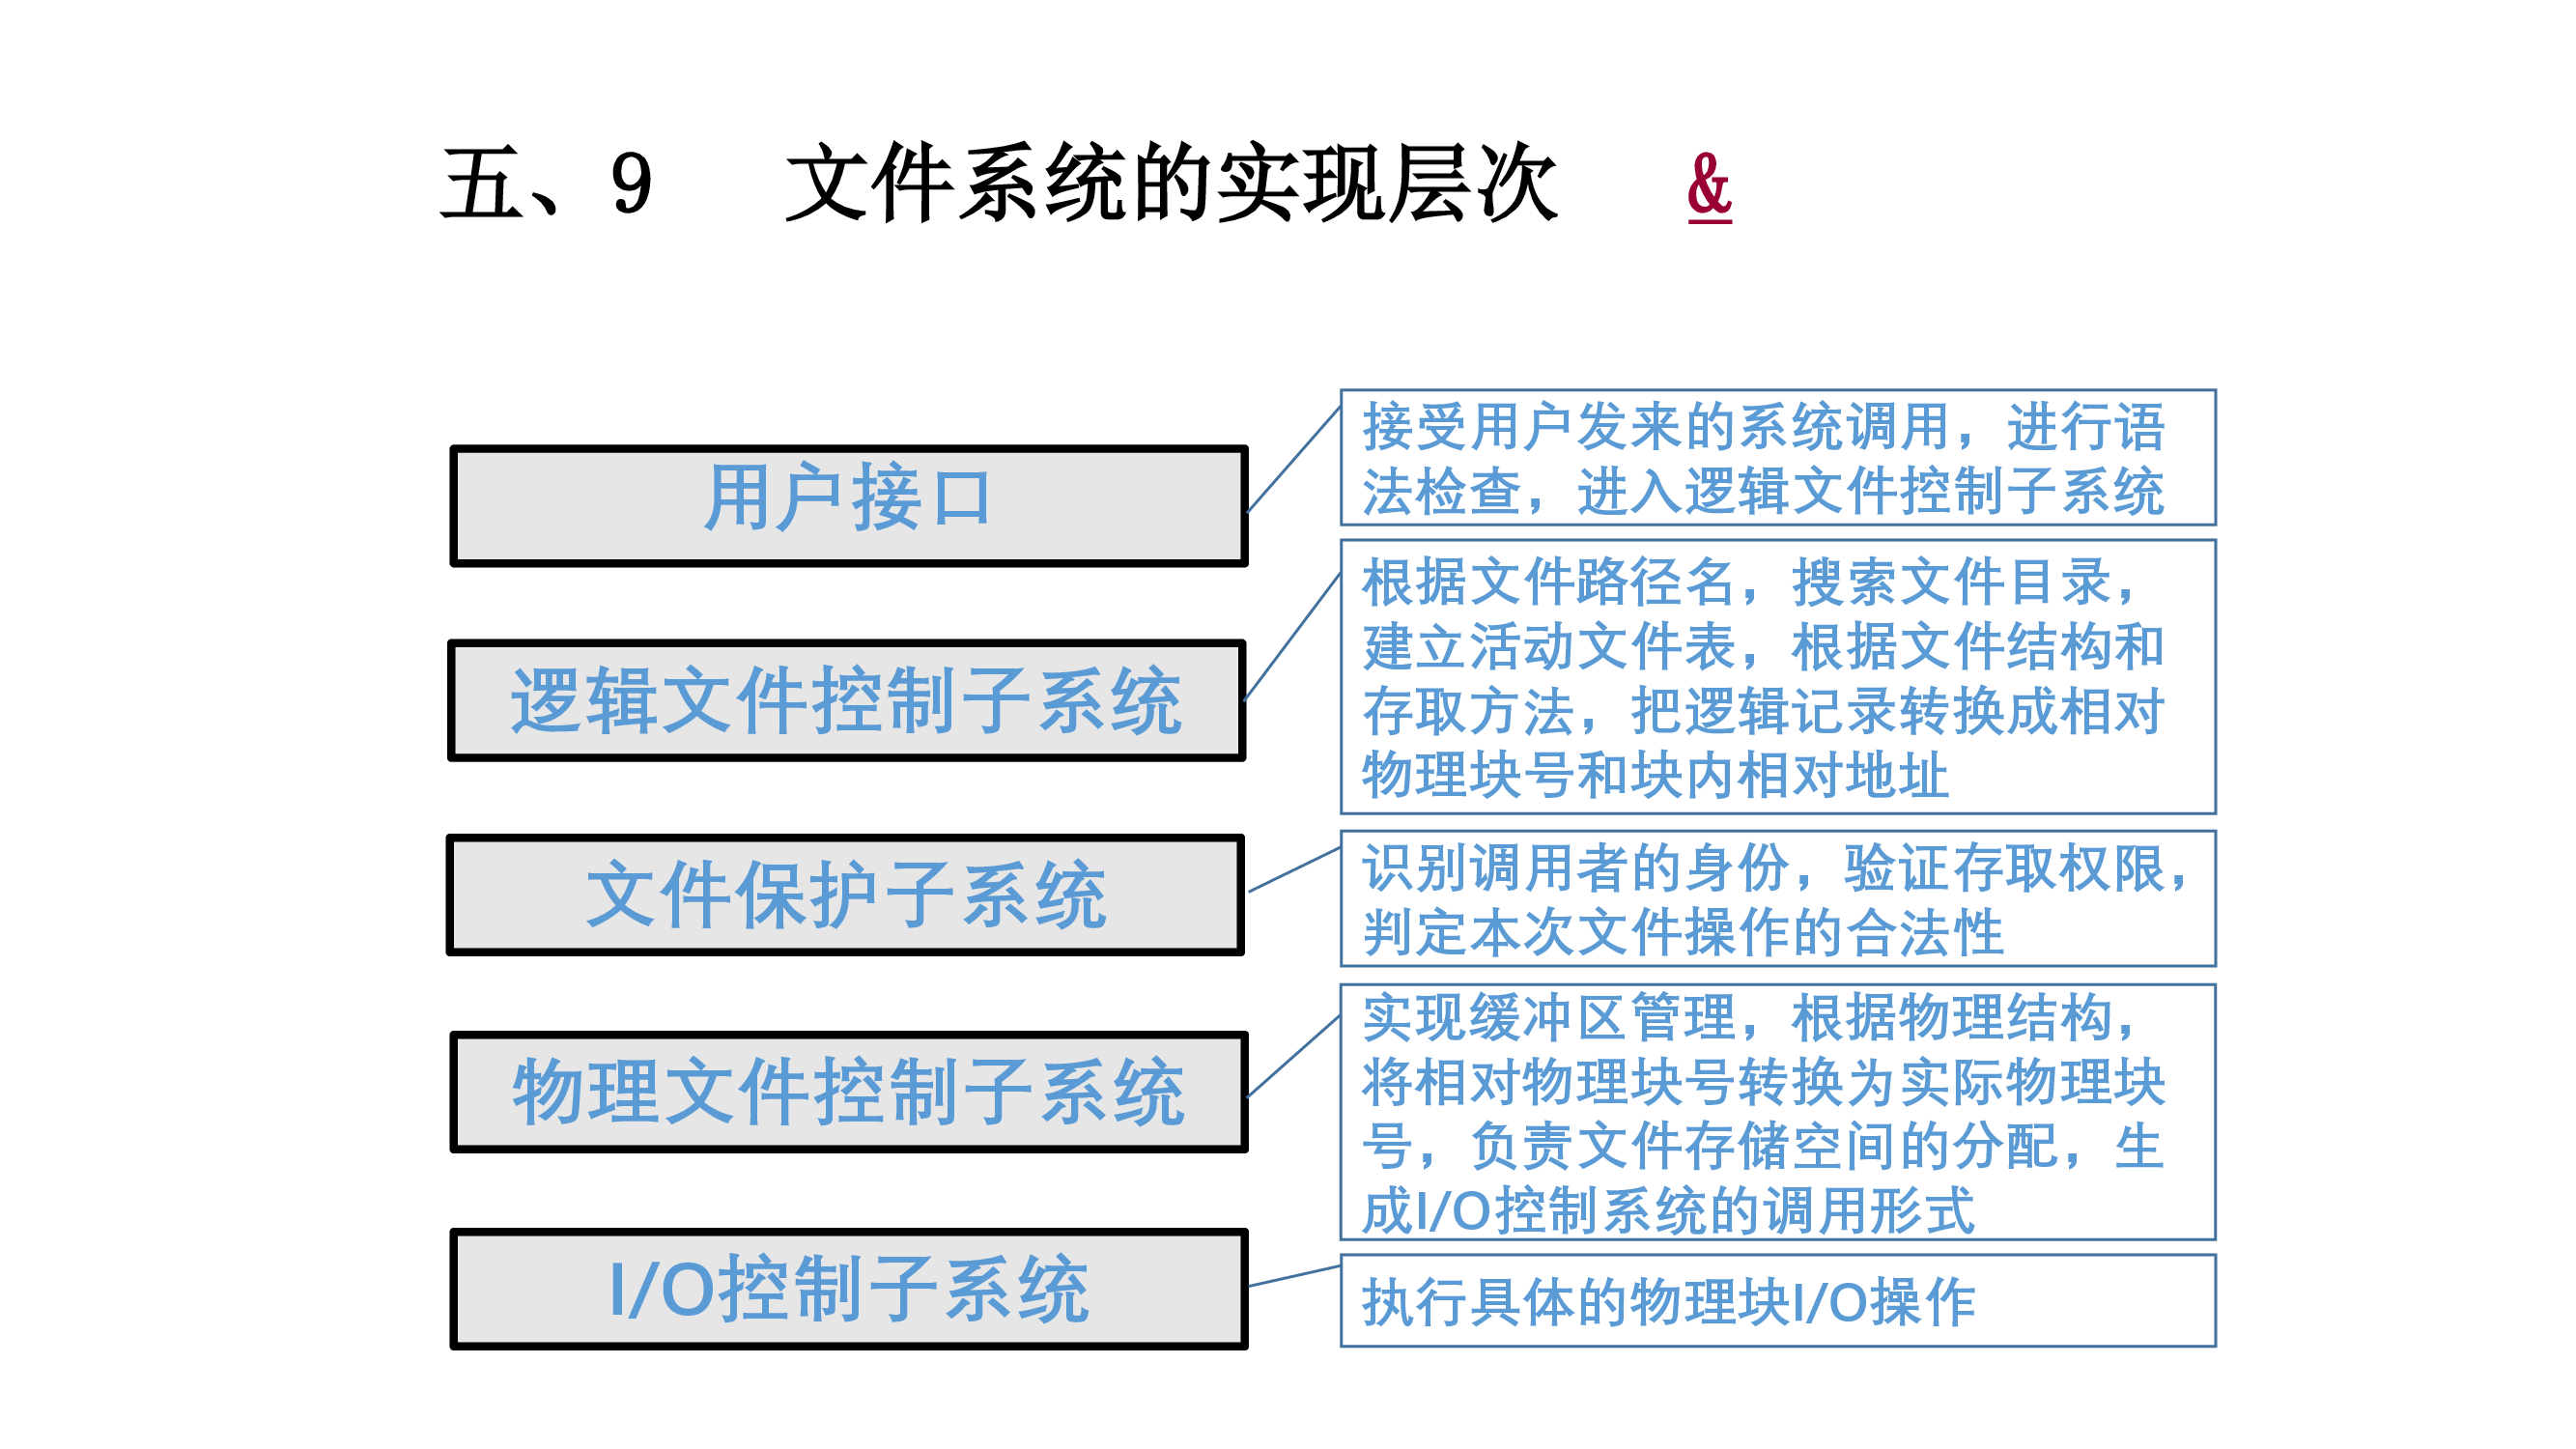 五、9 文件系统的实现层次 &
用户接口
接受用户发来的系统调用，进行语
法检查，进入逻辑文件控制子系统
逻辑文件控制子系统
根据文件路径名，搜索文件目录，
建立活动文件表，根据文件结构和
存取方法，把逻辑记录转换成相对
物理块号和块内相对地址
文件保护子系统
识别调用者的身份，验证存取权限，
判定本次文件操作的合法性
物理文件控制子系统
实现缓冲区管理，根据物理结构，
将相对物理块号转换为实际物理块
号，负责文件存储空间的分配，生
成I/O控制系统的调用形式
I/O控制子系统
执行具体的物理块I/O操作